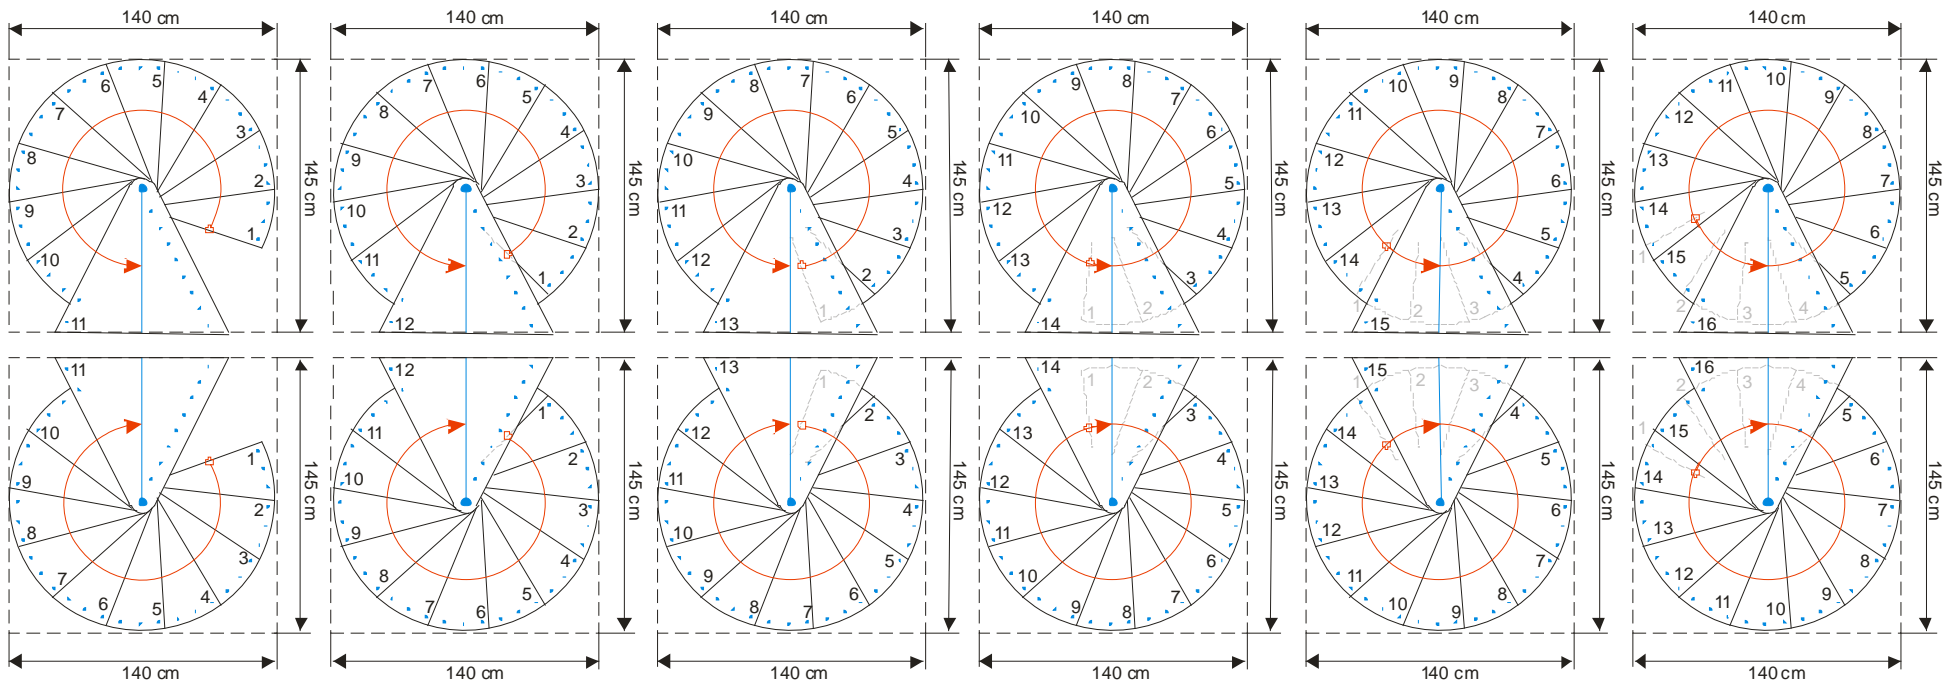 140 cm 140 cm 140 cm 140 cm 140 cm 140 cm
1 2 3 4 5 6 7 8 9 10 11
145 cm
1 2 3 4 5 6 7 8 9 10 11 12
145 cm
1 2 3 4 5 6 7 8 9 10 11 12 13
145 cm
1 2 3 4 5 6 7 8 9 10 11 12 13 14
145 cm
1 2 3 4 5 6 7 8 9 10 11 12 13 14 15
145 cm
1 2 3 4 5 6 7 8 9 10 11 12 13 14 15 16
145 cm
1 2 3 4 5 6 7 8 9 10 11
145 cm
1 2 3 4 5 6 7 8 9 10 11 12
145 cm
1 2 3 4 5 6 7 8 9 10 11 12 13
145 cm
1 2 3 4 5 6 7 8 9 10 11 12 13 14
145 cm
1 2 3 4 5 6 7 8 9 10 11 12 13 14 15
145 cm
1 2 3 4 5 6 7 8 9 10 11 12 13 14 15 16
145 cm
140 cm 140 cm 140 cm 140 cm 140 cm 140 cm